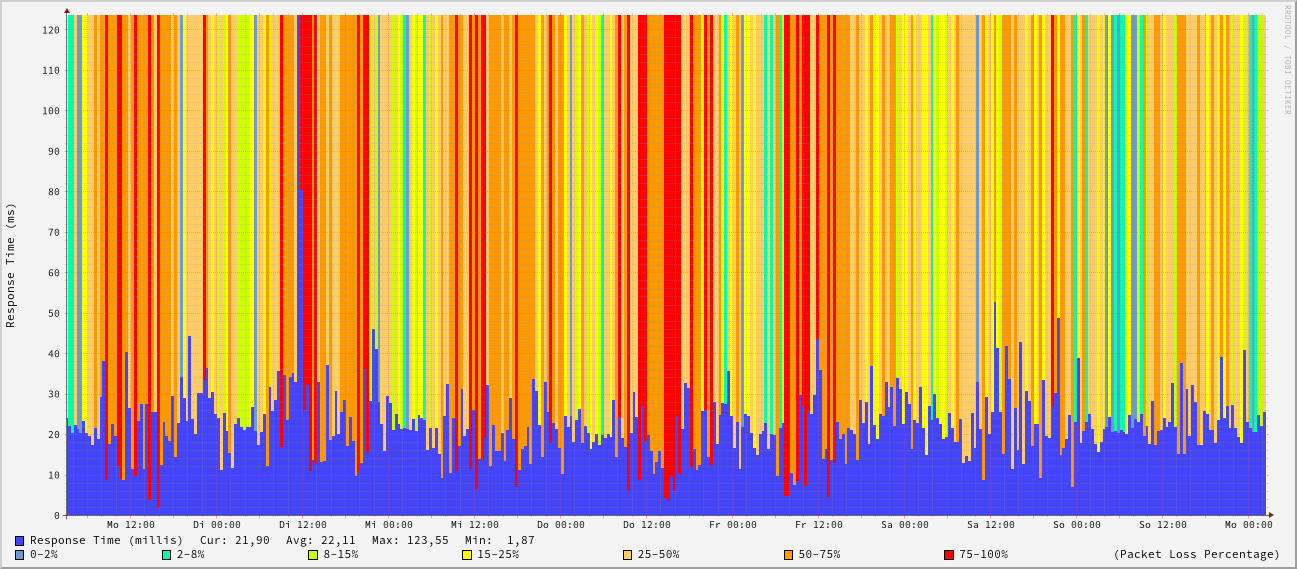 RRDTOOL / TOBI OETIKER
Response Time (ms)
120
110
100
90
80
70
60
50
40
30
20
10
0
Mo 12:00 Di 00:00 Di 12:00 Mi 00:00 Mi 12:00 Do 00:00 Do 12:00 Fr 00:00 Fr 12:00 Sa 00:00 Sa 12:00 So 00:00 So 12:00 Mo 00:00
Response Time (millis) Cur: 21,90 Avg: 22,11 Max: 123,55 Min: 1,87
0-2% 2-8% 8-15% 15-25% 25-50% 50-75% 75-100% (Packet Loss Percentage)